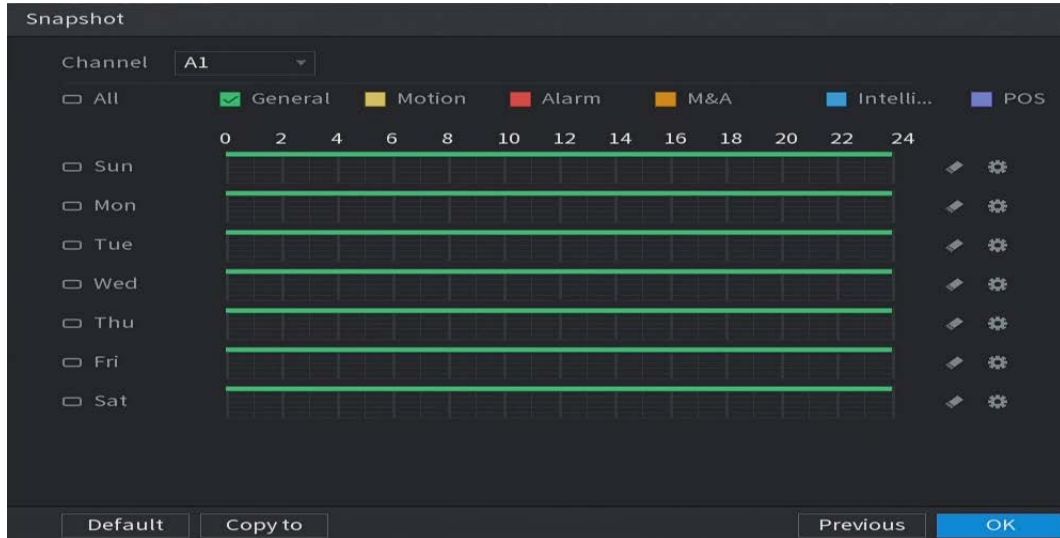 Snapshot
Channel A1
All General Motion Alarm M&A Intelli... POS
0 2 4 6 8 10 12 14 16 18 20 22 24
Sun
Mon
Tue
Wed
Thu
Fri
Sat
Default Copy to Previous OK